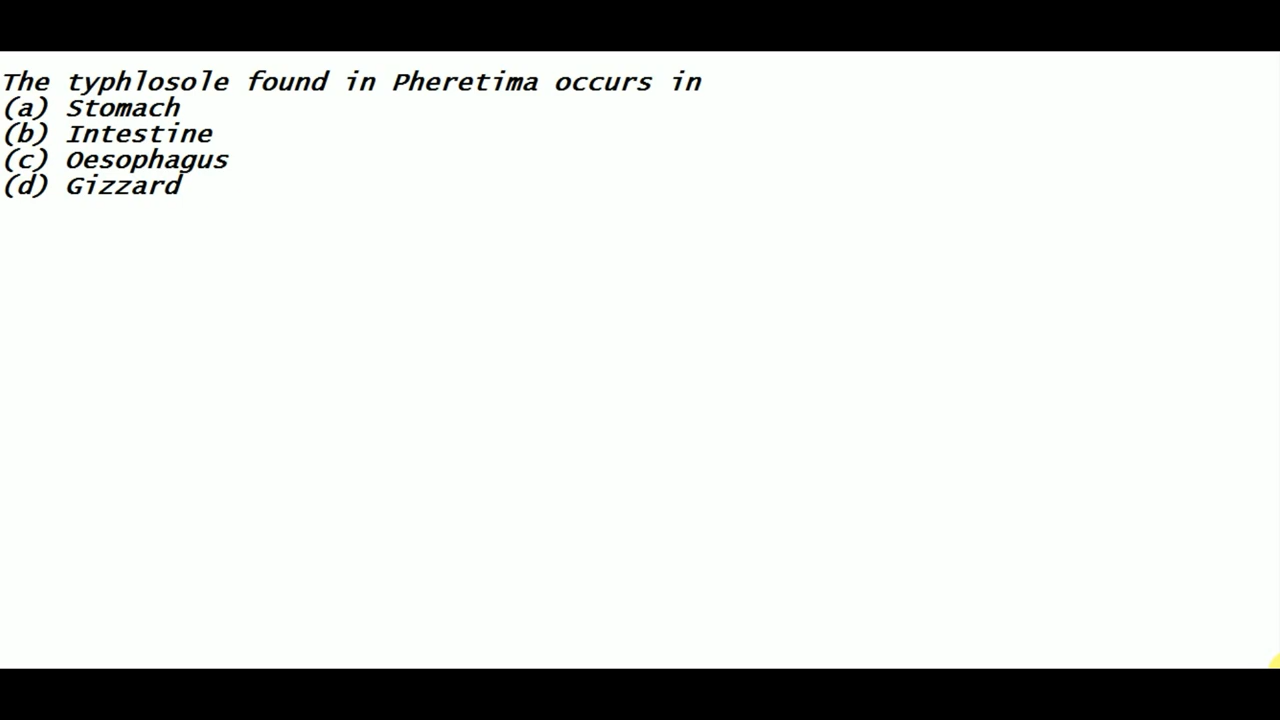 The typhlosole found in Pheretima occurs in
(a) Stomach
(b) Intestine
(c) Oesophagus
(d) Gizzard